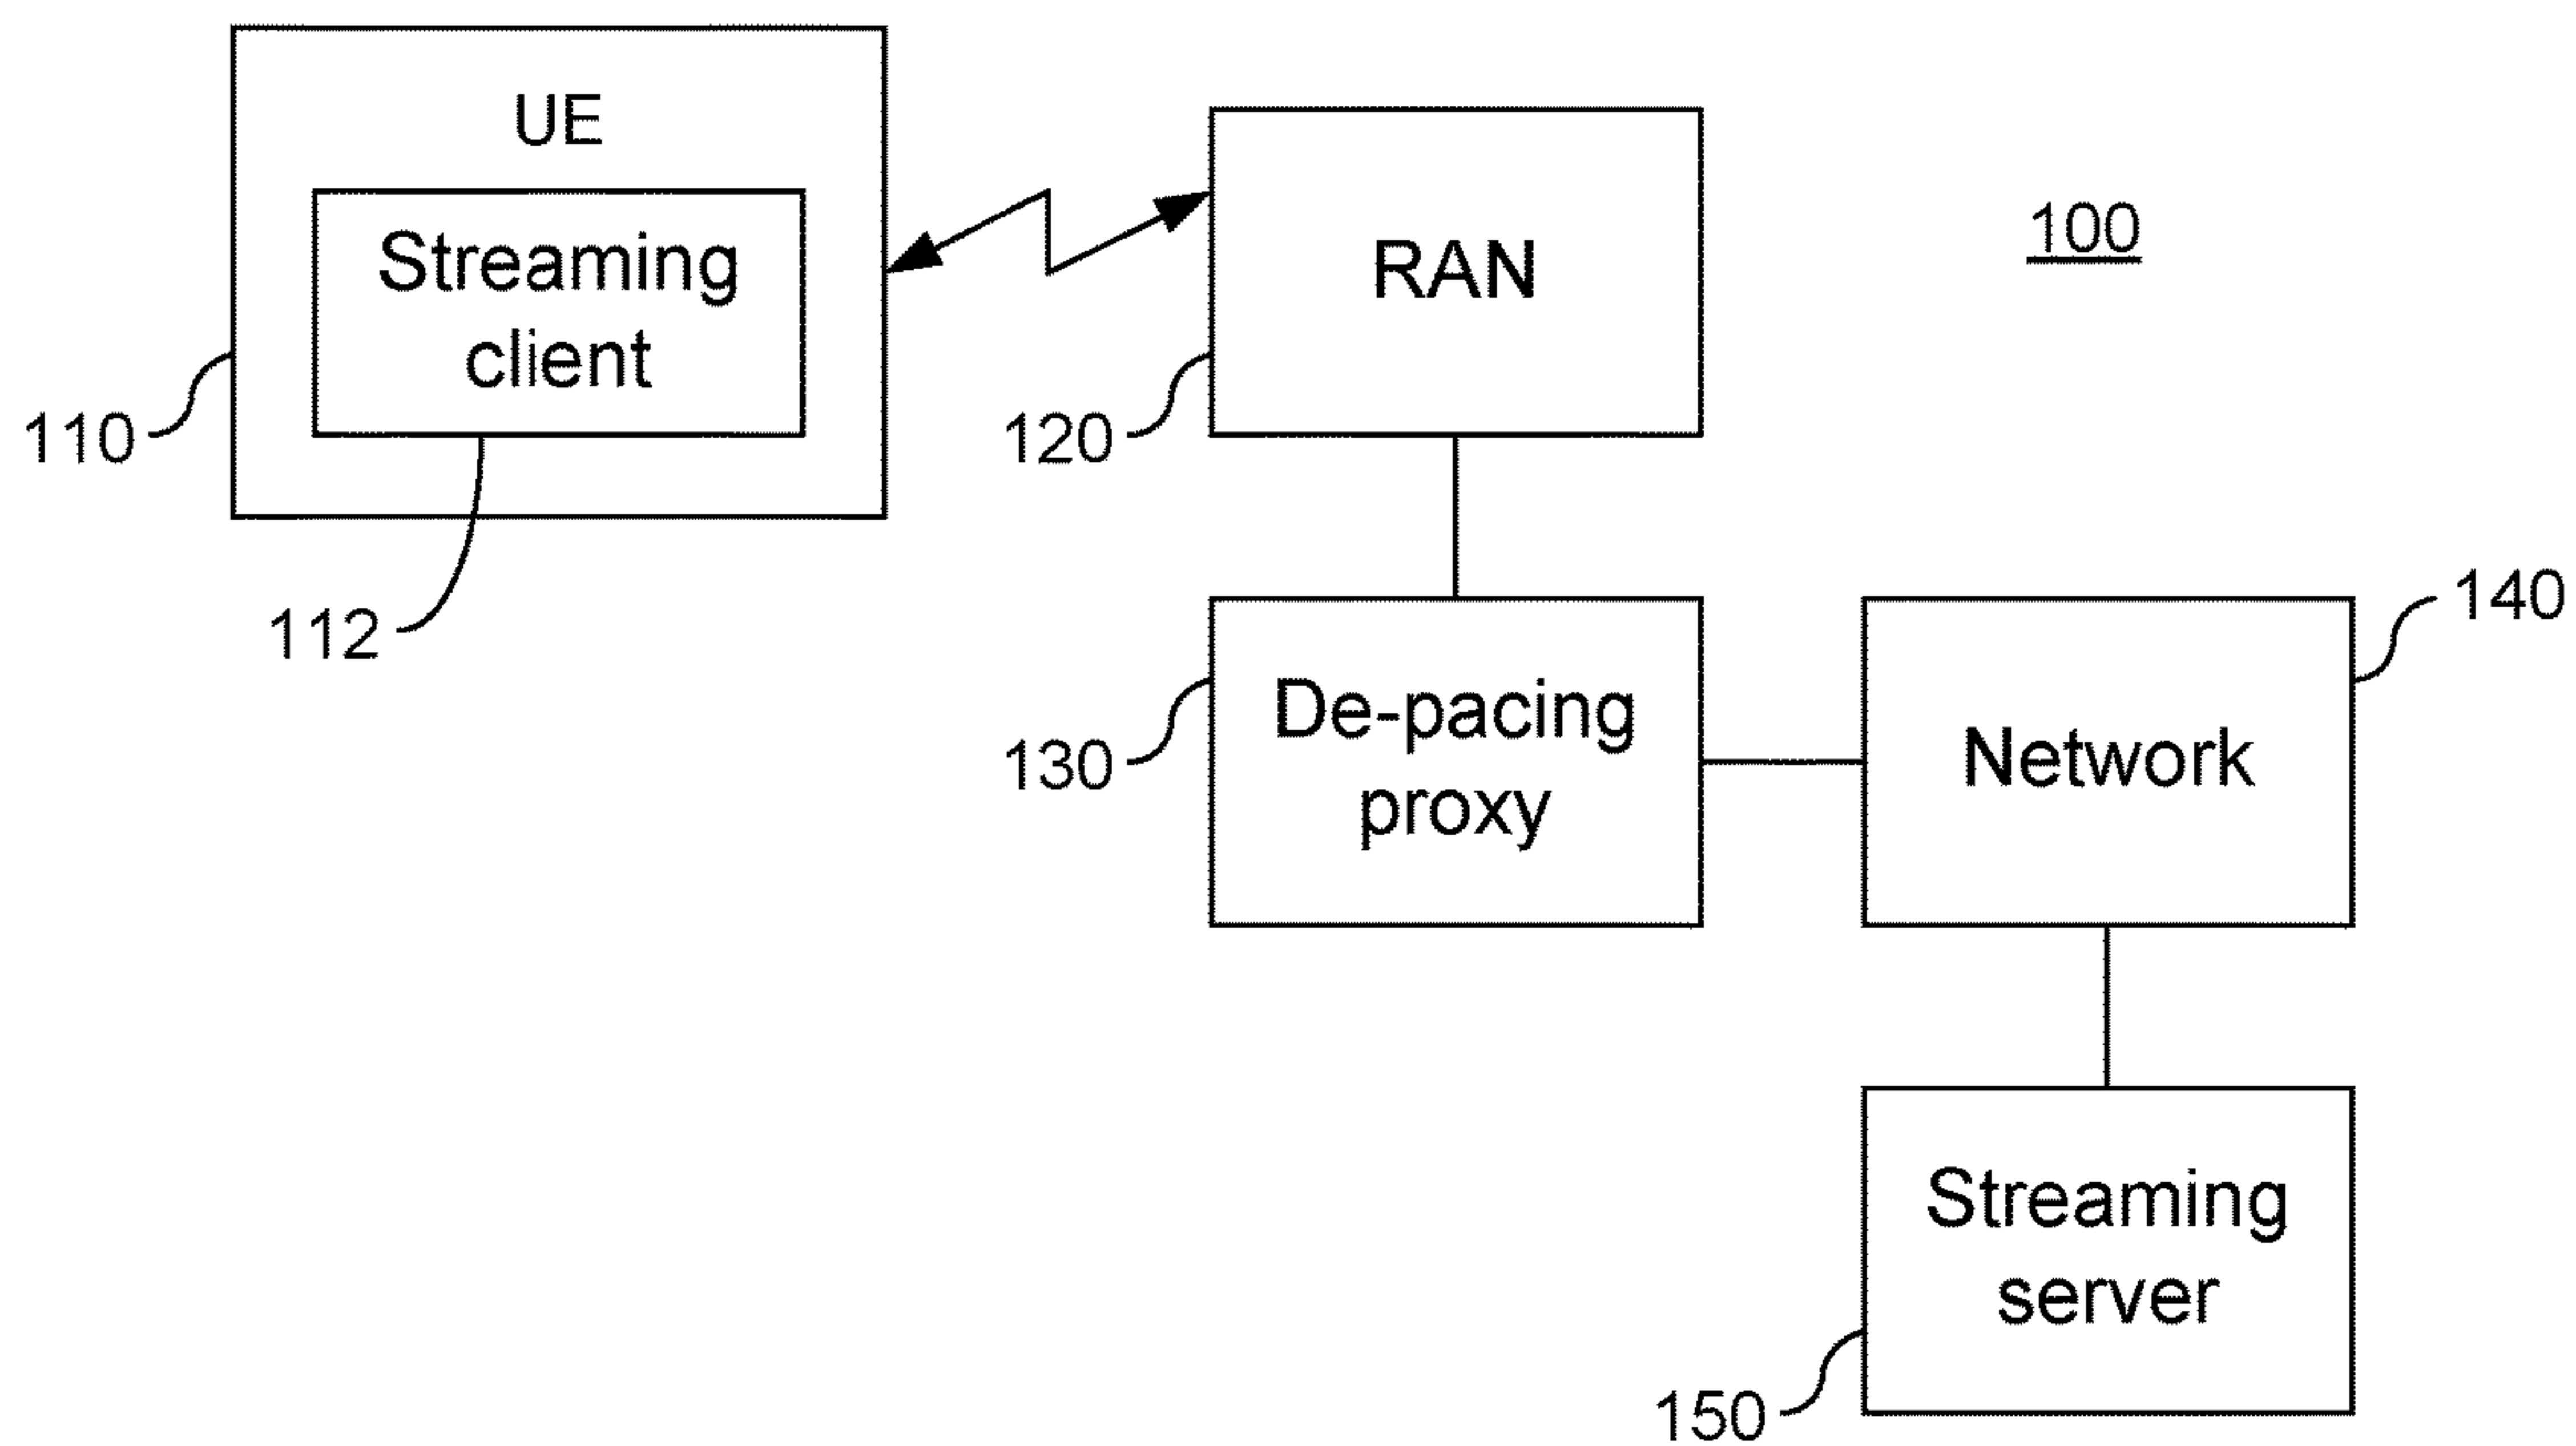 UE
Streaming
client
110
112
RAN
120
100
De-pacing
proxy
130
Network
140
Streaming
server
150